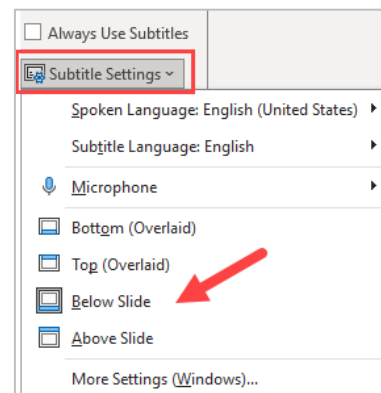 Always Use Subtitles
Subtitle Settings
Spoken Language: English (United States)
Subtitle Language: English
Microphone
Bottom (Overlaid)
Top (Overlaid)
Below Slide
Above Slide
More Settings (Windows)...